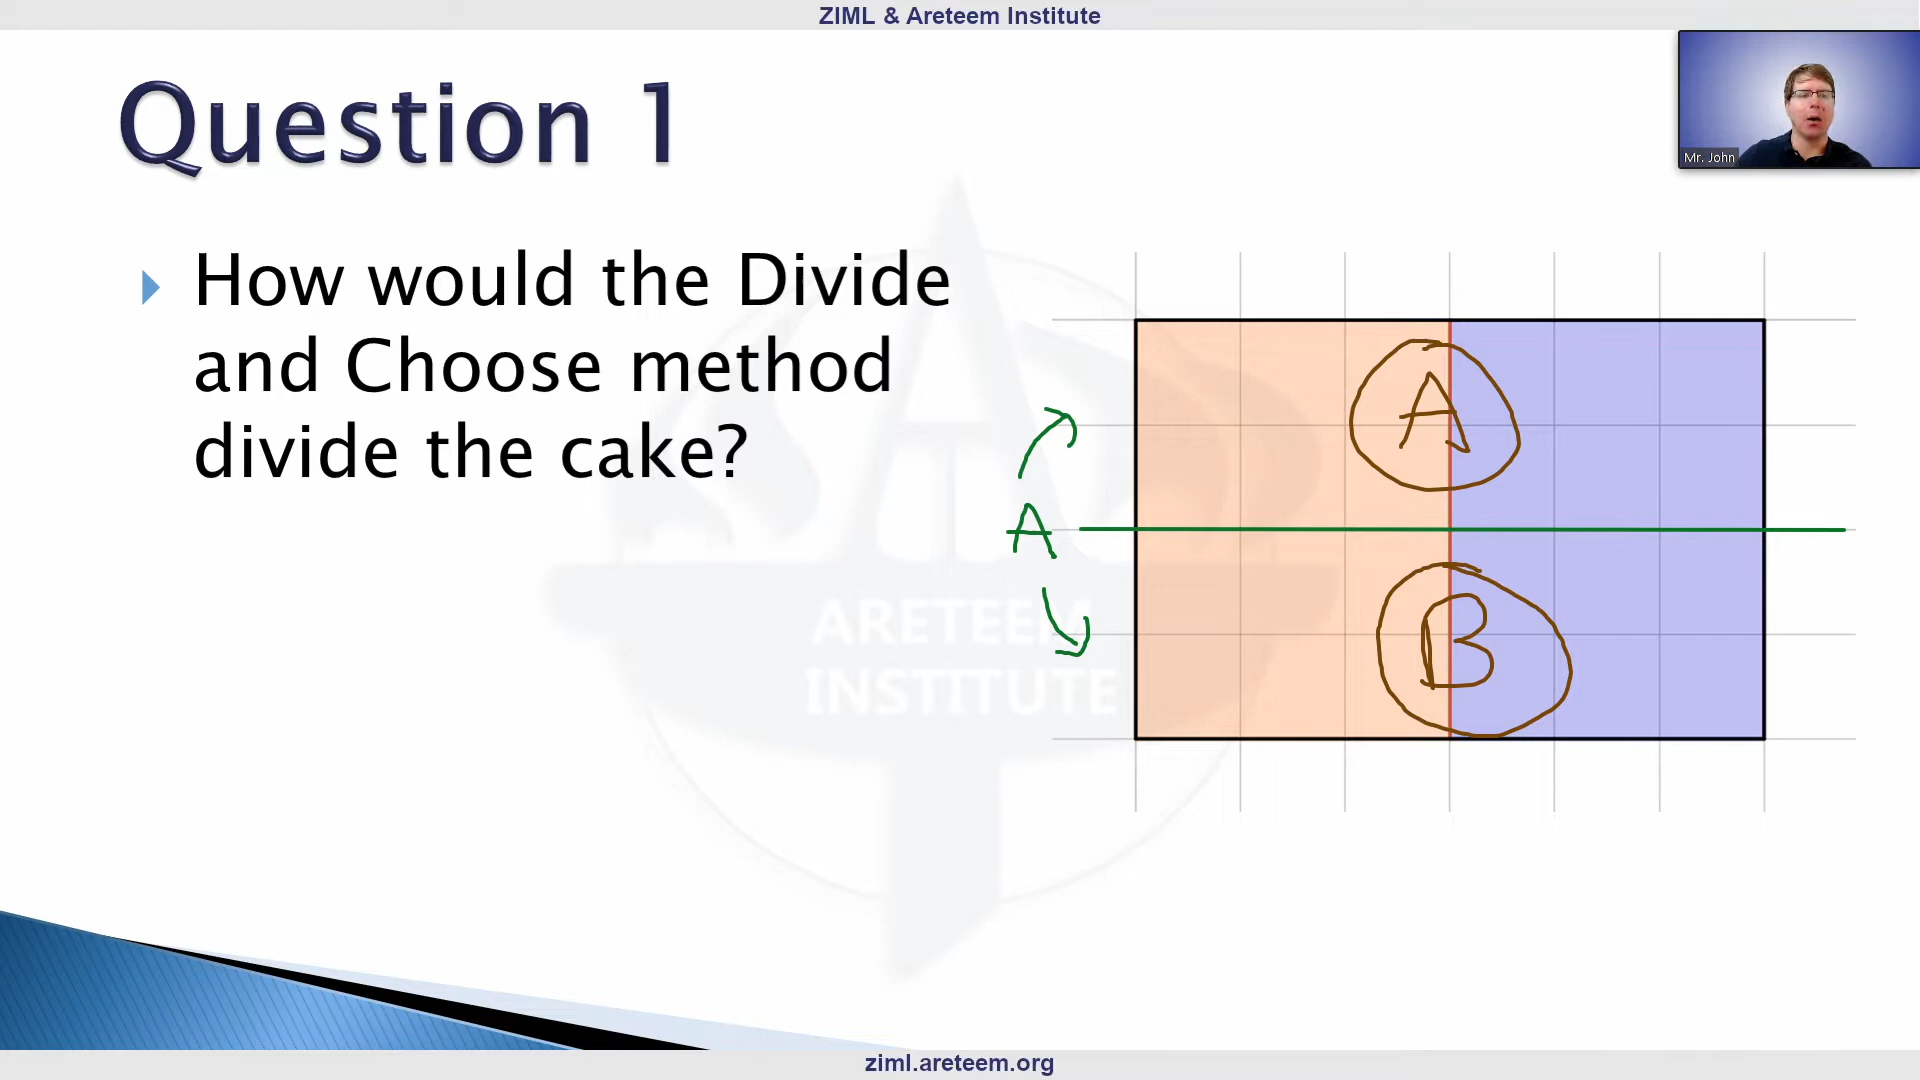 ZIML & Areteem Institute
Question 1
Mr. John
How would the Divide
and Choose method
divide the cake?
A
A
B
ARETEEM
INSTITUTE
ziml.areteem.org